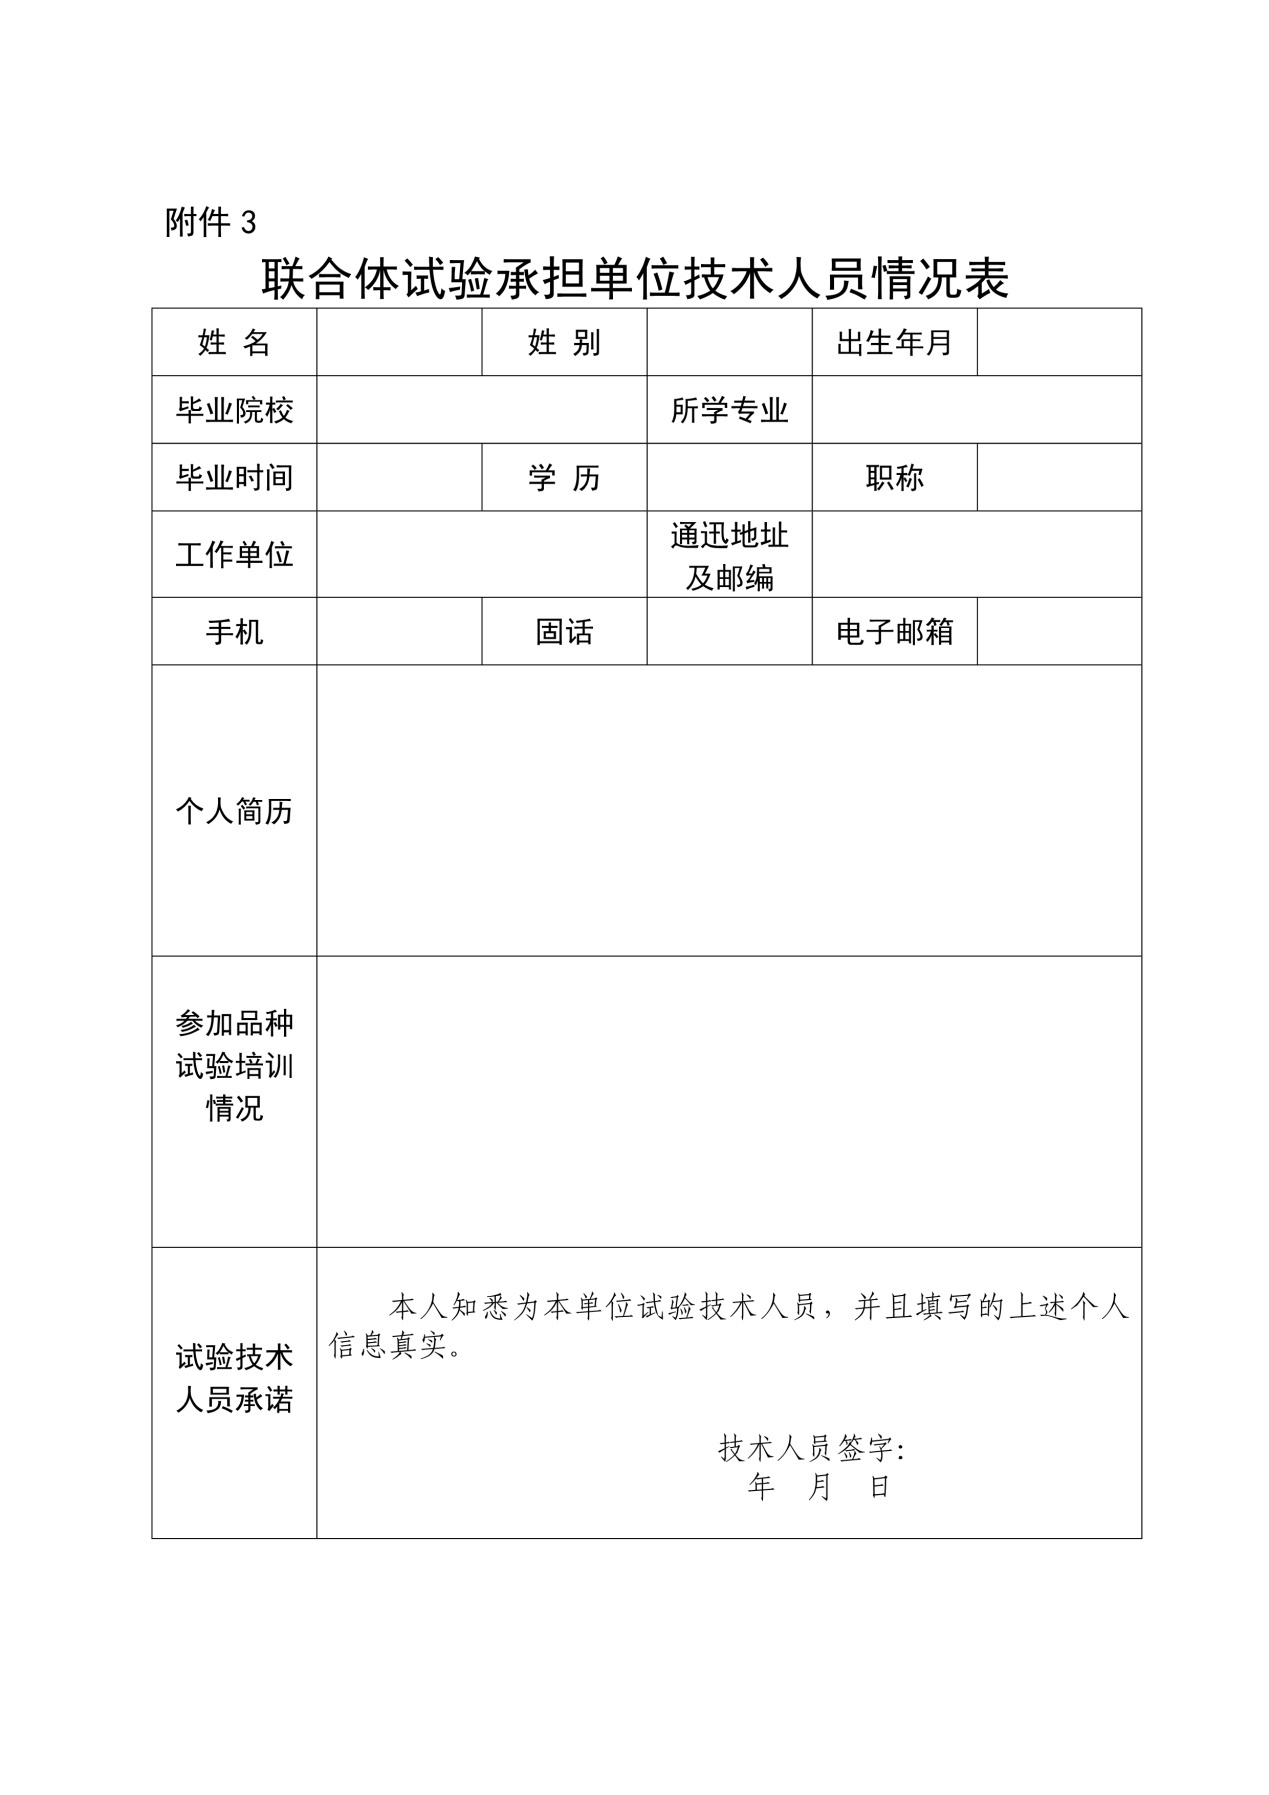 附件 3
联合体试验承担单位技术人员情况表
姓 名 姓 别 出生年月
毕业院校 所学专业
毕业时间 学 历 职称
工作单位 通迅地址
及邮编
手机 固话 电子邮箱
个人简历
参加品种
试验培训
情况
本人知悉为本单位试验技术人员，并且填写的上述个人
信息真实。
试验技术
人员承诺
技术人员签字：
年 月 日